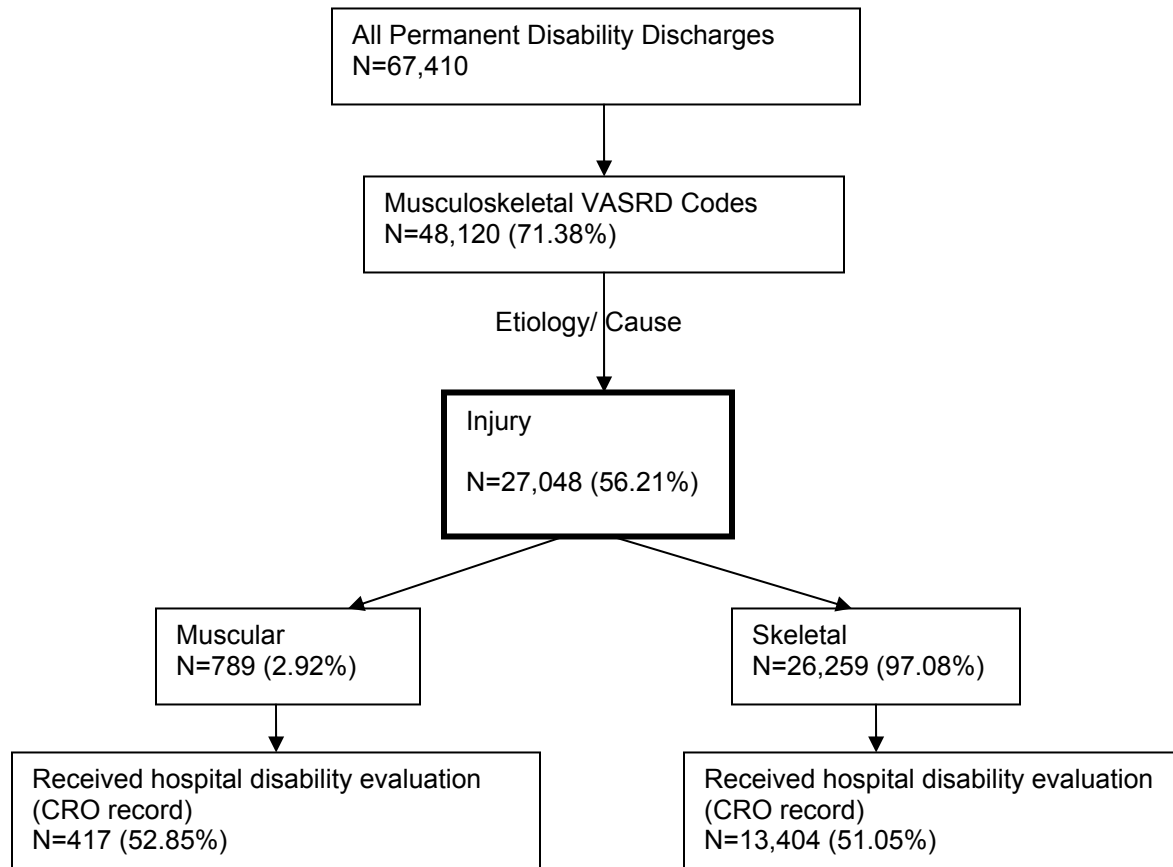 All Permanent Disability Discharges
N=67,410
Musculoskeletal VASRD Codes
N=48,120 (71.38%)
Etiology/ Cause
Injury
N=27,048 (56.21%)
Muscular
N=789 (2.92%)
Skeletal
N=26,259 (97.08%)
Received hospital disability evaluation
(CRO record)
N=417 (52.85%)
Received hospital disability evaluation
(CRO record)
N=13,404 (51.05%)